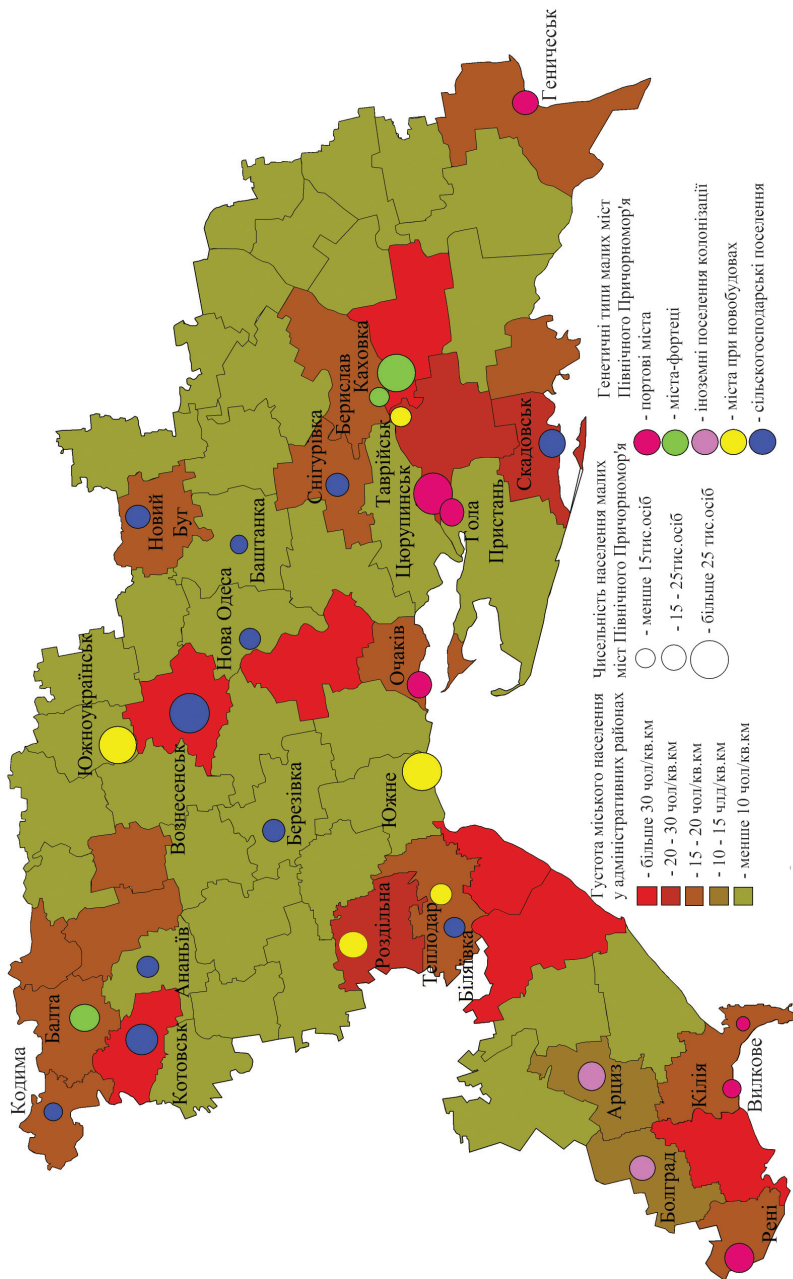 Кодима
Балта
Ананьїв
Котовськ
Южноукраїнськ
Вознесенськ
Новий
Буг
Баштанка
Нова Одеса
Березівка
Снігурівка
Берислав
Каховка
Таврійськ
Цюрупинськ
Гола
Пристань
Скадовськ
Генічеськ
Очаків
Южне
Роздільна
Теплодар
Біляївка
Арциз
Болград
Кілія
Вилкове
Рені
Густота міського населення
у адміністративних районах
- більше 30 чол/кв.км
- 20 - 30 чол/кв.км
- 15 - 20 чол/кв.км
- 10 - 15 члд/кв.км
- менше 10 чол/кв.км
Чисельність населення малих
міст Північного Причорномор'я
- менше 15тис.осіб
- 15 - 25тис.осіб
- більше 25 тис.осіб
Генетичні типи малих міст
Північного Причорномор'я
- портові міста
- міста-фортеці
- іноземні поселення колонізації
- міста при новобудовах
- сільскогосподарські поселення